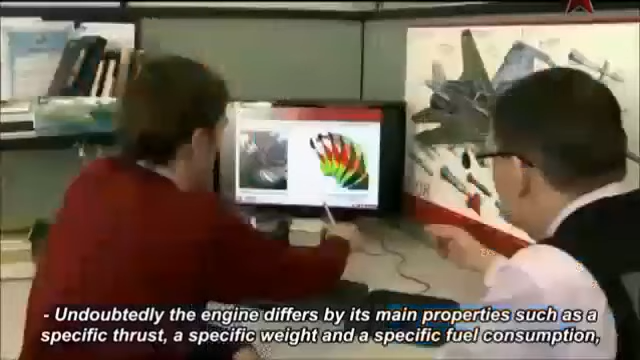 - Undoubtedly the engine differs by its main properties such as a
specific thrust, a specific weight and a specific fuel consumption,